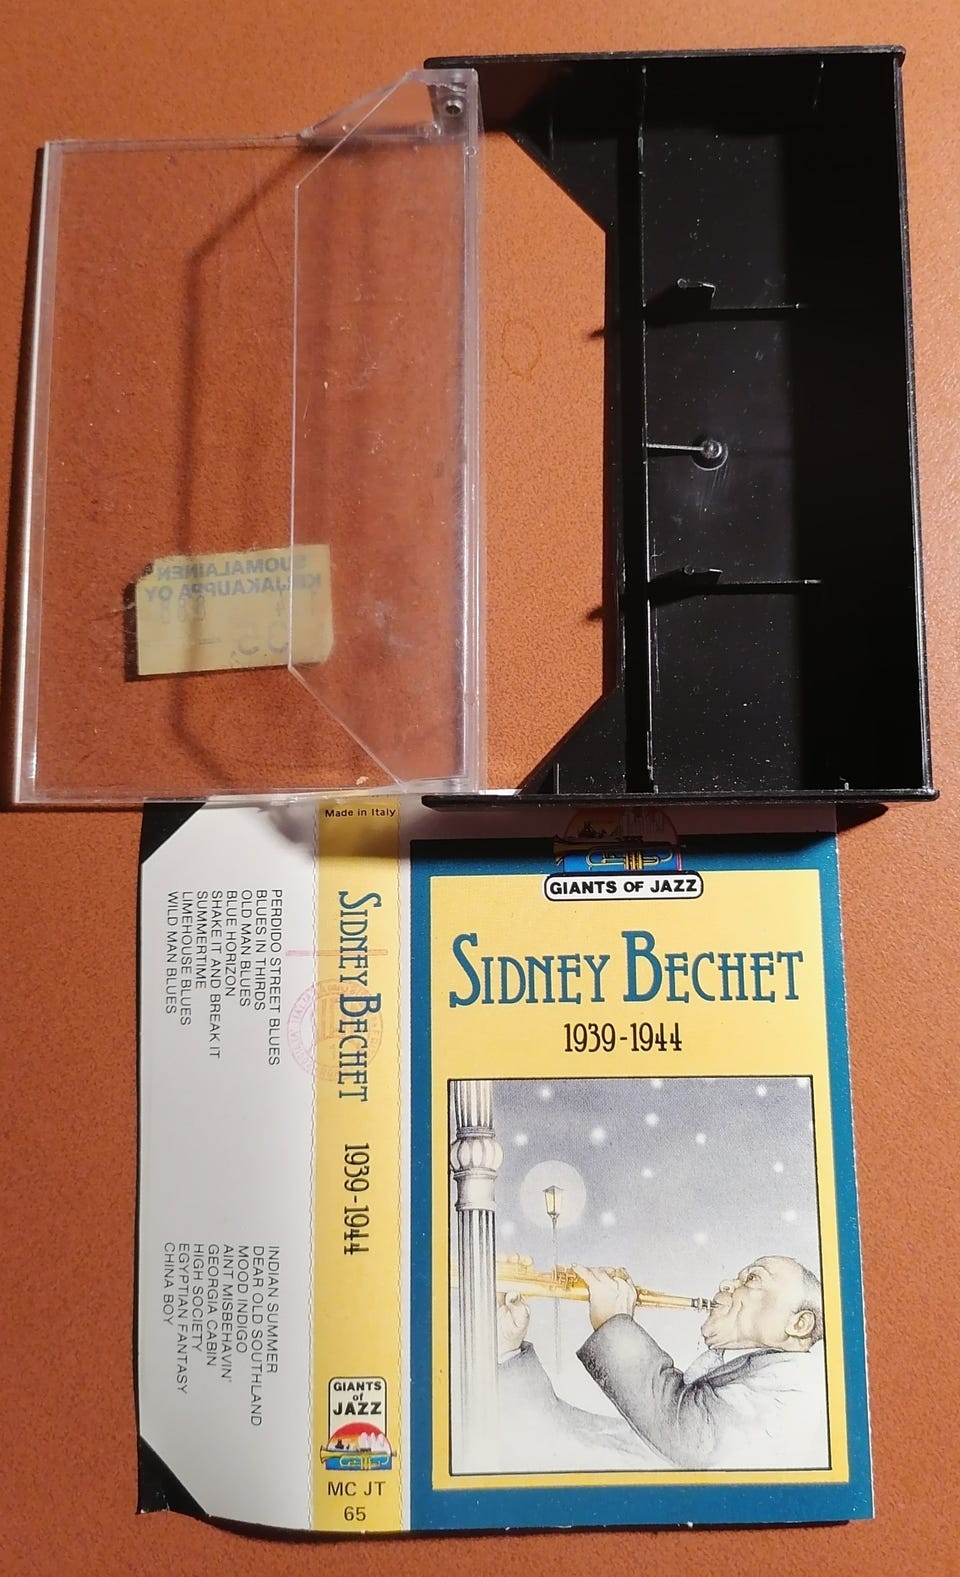 SUOMALAINEN
KIRJAKAUPPA OY
Made in Italy
PERDIDO STREET BLUES
BLUES IN THIRDS
OLD MAN BLUES
BLUE HORIZON
SHAKE IT AND BREAK IT
SUMMERTIME
LIMEHOUSE BLUES
WILD MAN BLUES
INDIAN SUMMER
DEAR OLD SOUTHLAND
MOOD INDIGO
AINT MISBEHAVIN'
GEORGIA CABIN
HIGH SOCIETY
EGYPTIAN FANTASY
CHINA BOY
SIDNEY BECHET 1939-1944
GIANTS
of
JAZZ
MC JT
65
GIANTS OF JAZZ
SIDNEY BECHET
1939-1944